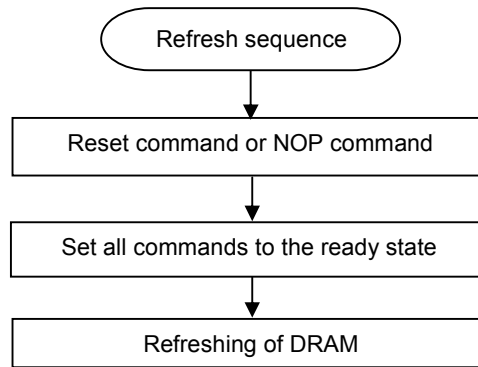 Refresh sequence
Reset command or NOP command
Set all commands to the ready state
Refreshing of DRAM